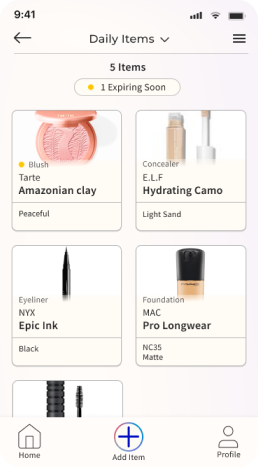 9:41
Daily Items
5 Items
1 Expiring Soon
Blush
Tarte
Amazonian clay
Peaceful
Concealer
E.L.F
Hydrating Camo
Light Sand
Eyeliner
NYX
Epic Ink
Black
Foundation
MAC
Pro Longwear
NC35
Matte
Home
Add Item
Profile